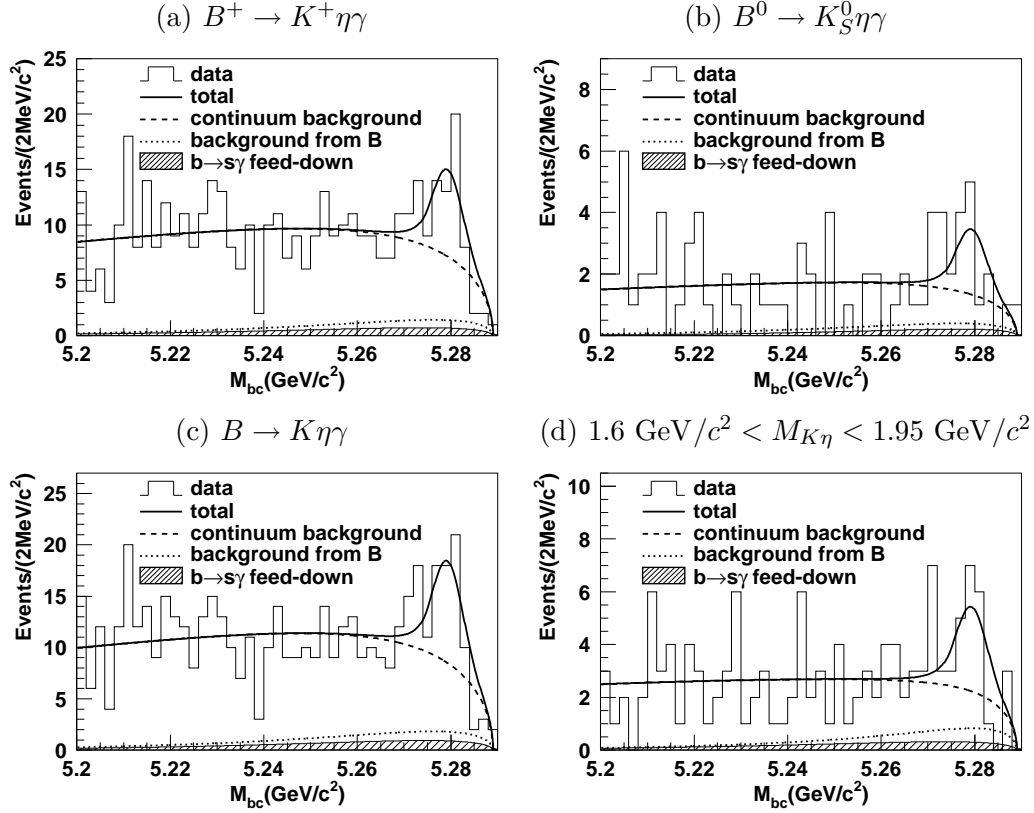 (a) B⁺ → K⁺ηγ
Events/(2MeV/c²)
25
20
15
10
5
0
data
total
continuum background
background from B
b→sγ feed-down
5.2 5.22 5.24 5.26 5.28
M_bc(GeV/c²)
(b) B⁰ → K_S⁰ηγ
Events/(2MeV/c²)
8
6
4
2
0
data
total
continuum background
background from B
b→sγ feed-down
5.2 5.22 5.24 5.26 5.28
M_bc(GeV/c²)
(c) B → Kηγ
Events/(2MeV/c²)
25
20
15
10
5
0
data
total
continuum background
background from B
b→sγ feed-down
5.2 5.22 5.24 5.26 5.28
M_bc(GeV/c²)
(d) 1.6 GeV/c² < M_Kη < 1.95 GeV/c²
Events/(2MeV/c²)
10
8
6
4
2
0
data
total
continuum background
background from B
b→sγ feed-down
5.2 5.22 5.24 5.26 5.28
M_bc(GeV/c²)